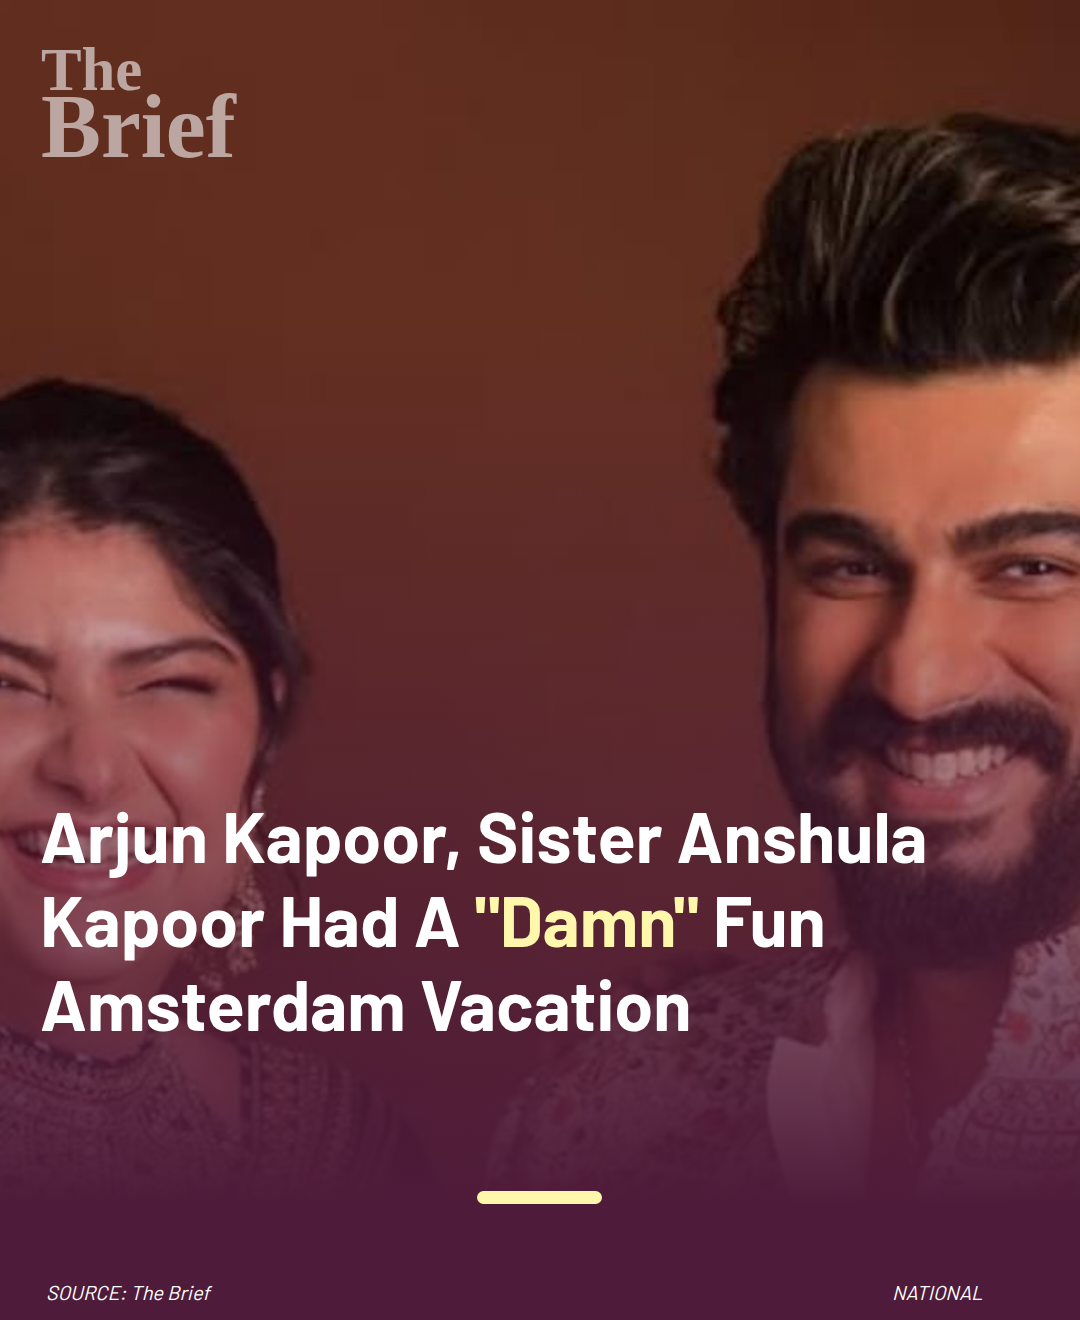 The
Brief
Arjun Kapoor, Sister Anshula
Kapoor Had A "Damn" Fun
Amsterdam Vacation
SOURCE: The Brief
NATIONAL